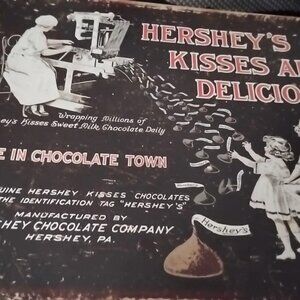 HERSHEY'S
KISSES A
DELICIO
Wrapping Millions of
ey's Kisses Sweet Milk Chocolate Daily
E IN CHOCOLATE TOWN
UINE HERSHEY KISSES CHOCOLATES
THE IDENTIFICATION TAG "HERSHEY'S"
MANUFACTURED BY
SHEY CHOCOLATE COMPANY
HERSHEY, PA.
Hershey's